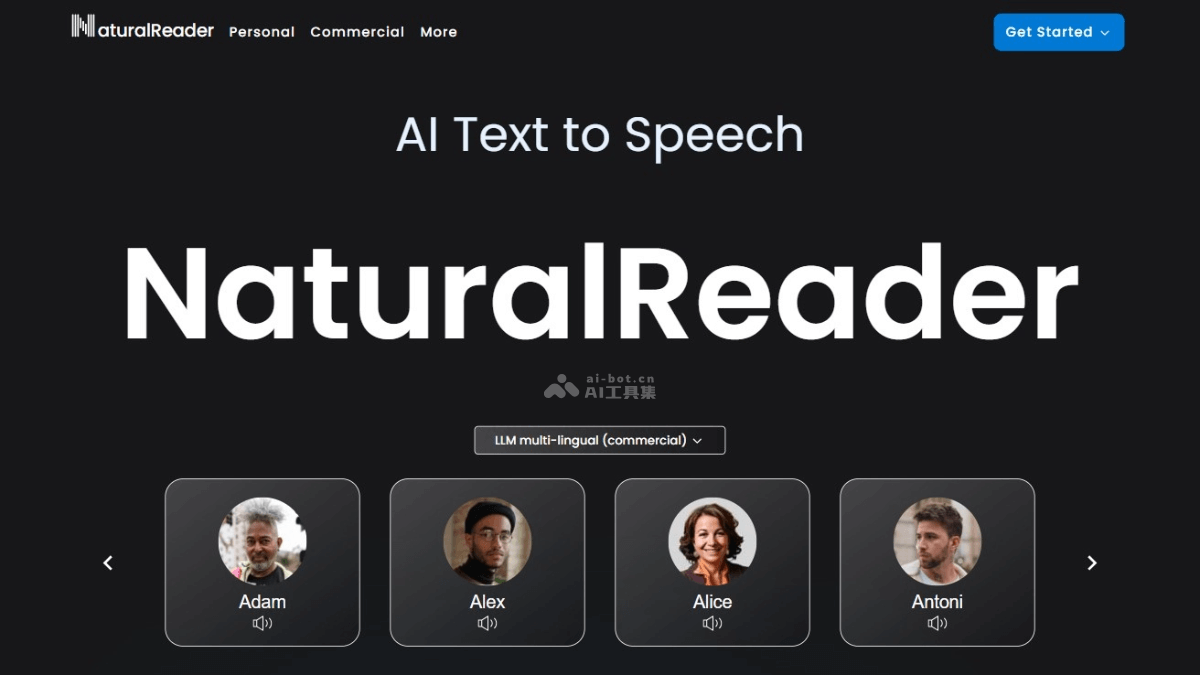 NaturalReader Personal Commercial More Get Started
AI Text to Speech
NaturalReader
ai-bot.cn
AI工具集
LLM multi-lingual (commercial)
Adam Alex Alice Antoni